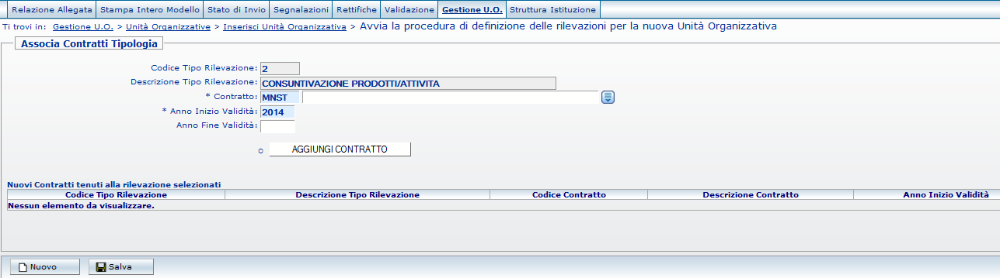 Relazione Allegata Stampa Intero Modello Stato di Invio Segnalazioni Rettifiche Validazione Gestione U.O. Struttura Istituzione
Ti trovi in: Gestione U.O. > Unità Organizzative > Inserisci Unità Organizzativa > Avvia la procedura di definizione delle rilevazioni per la nuova Unità Organizzativa
Associa Contratti Tipologia
Codice Tipo Rilevazione: 2
Descrizione Tipo Rilevazione: CONSUNTIVAZIONE PRODOTTI/ATTIVITA
* Contratto: MNST
* Anno Inizio Validità: 2014
Anno Fine Validità:
AGGIUNGI CONTRATTO
Nuovi Contratti tenuti alla rilevazione selezionati
Codice Tipo Rilevazione Descrizione Tipo Rilevazione Codice Contratto Descrizione Contratto Anno Inizio Validità
Nessun elemento da visualizzare.
Nuovo Salva